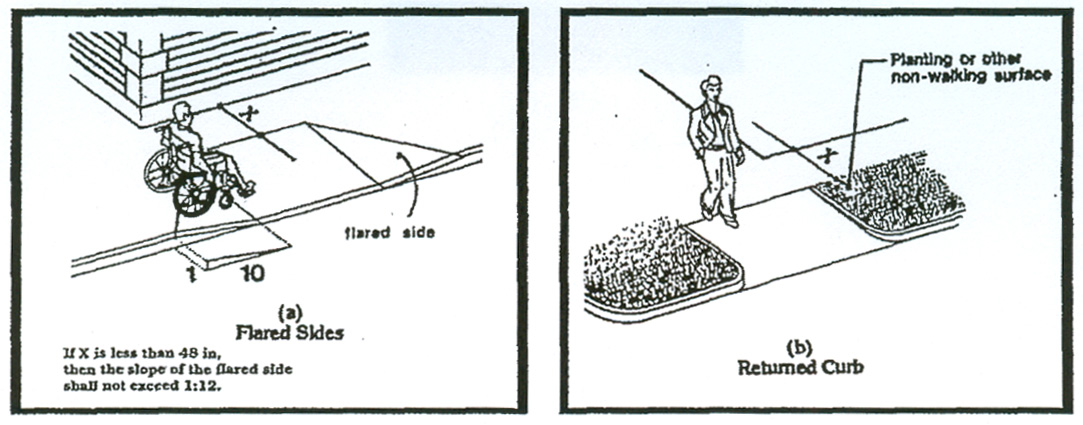 X
flared side
1 10
(a)
Flared Sides
If X is less than 48 in,
then the slope of the flared side
shall not exceed 1:12.
Planting or other
non-walking surface
X
(b)
Returned Curb